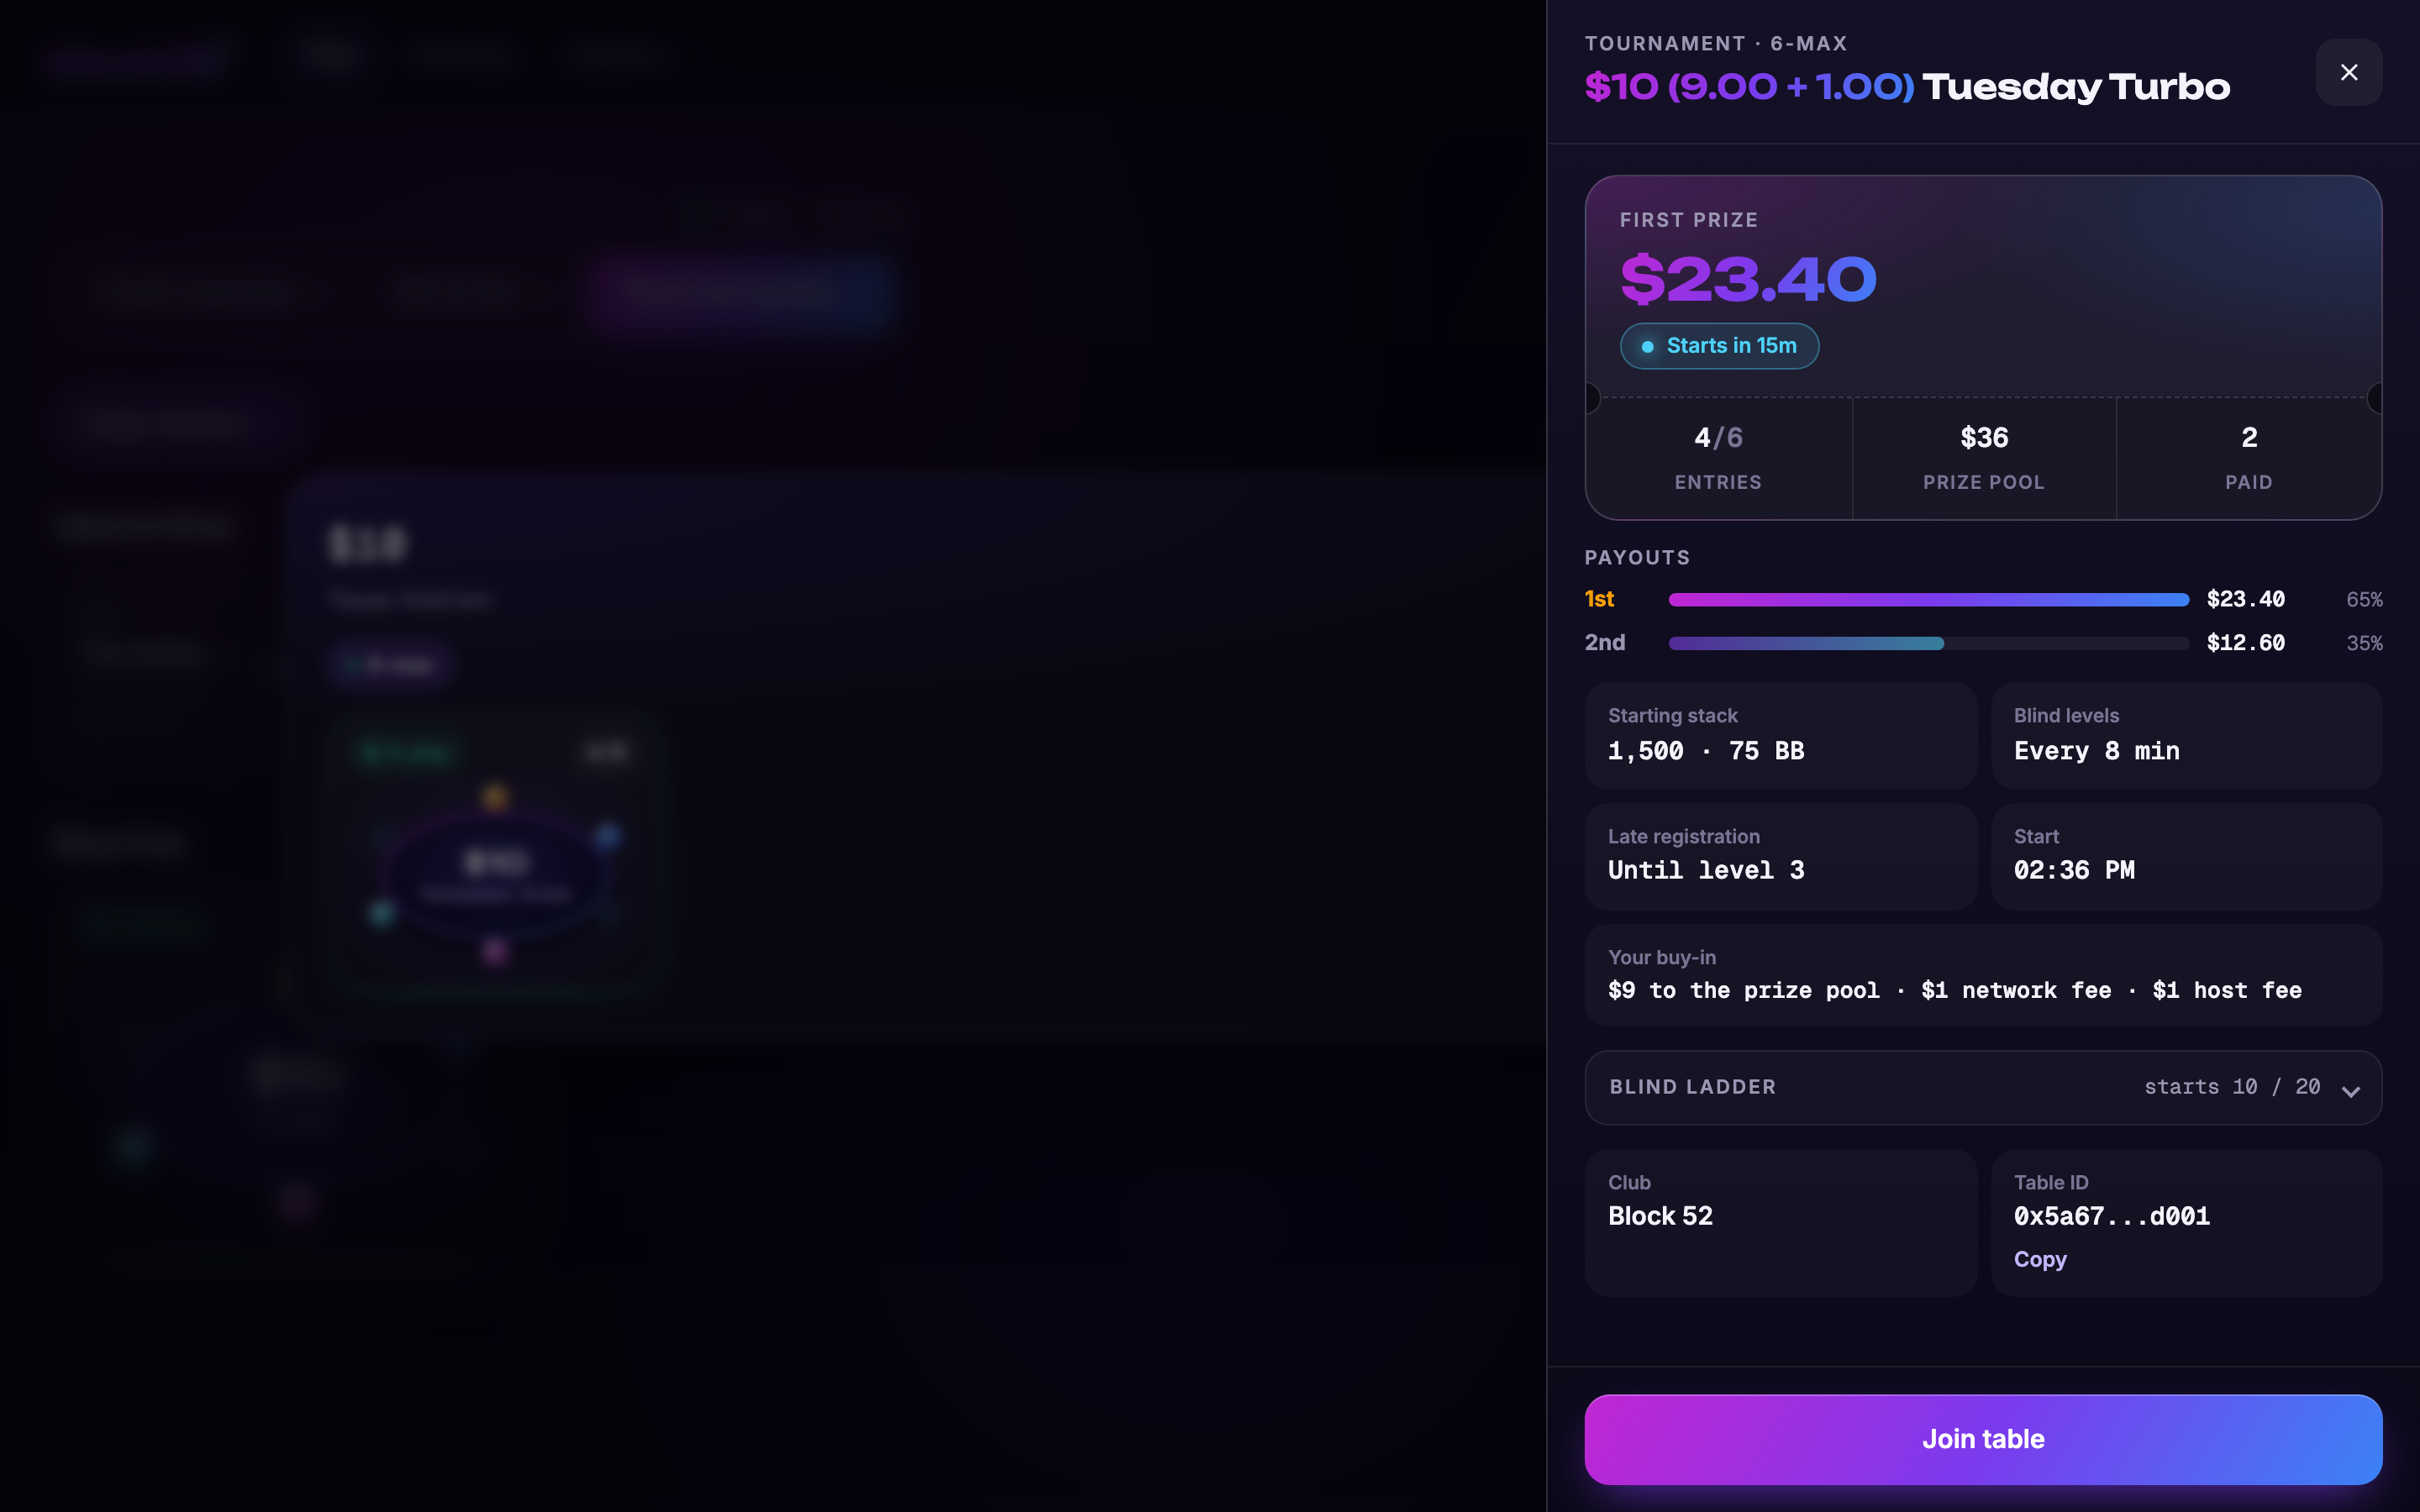 TOURNAMENT · 6-MAX
$10 (9.00 + 1.00) Tuesday Turbo
FIRST PRIZE
$23.40
Starts in 15m
4/6
ENTRIES
$36
PRIZE POOL
2
PAID
PAYOUTS
1st $23.40 65%
2nd $12.60 35%
Starting stack
1,500 · 75 BB
Blind levels
Every 8 min
Late registration
Until level 3
Start
02:36 PM
Your buy-in
$9 to the prize pool · $1 network fee · $1 host fee
BLIND LADDER starts 10 / 20
Club
Block 52
Table ID
0x5a67...d001
Copy
Join table
$10